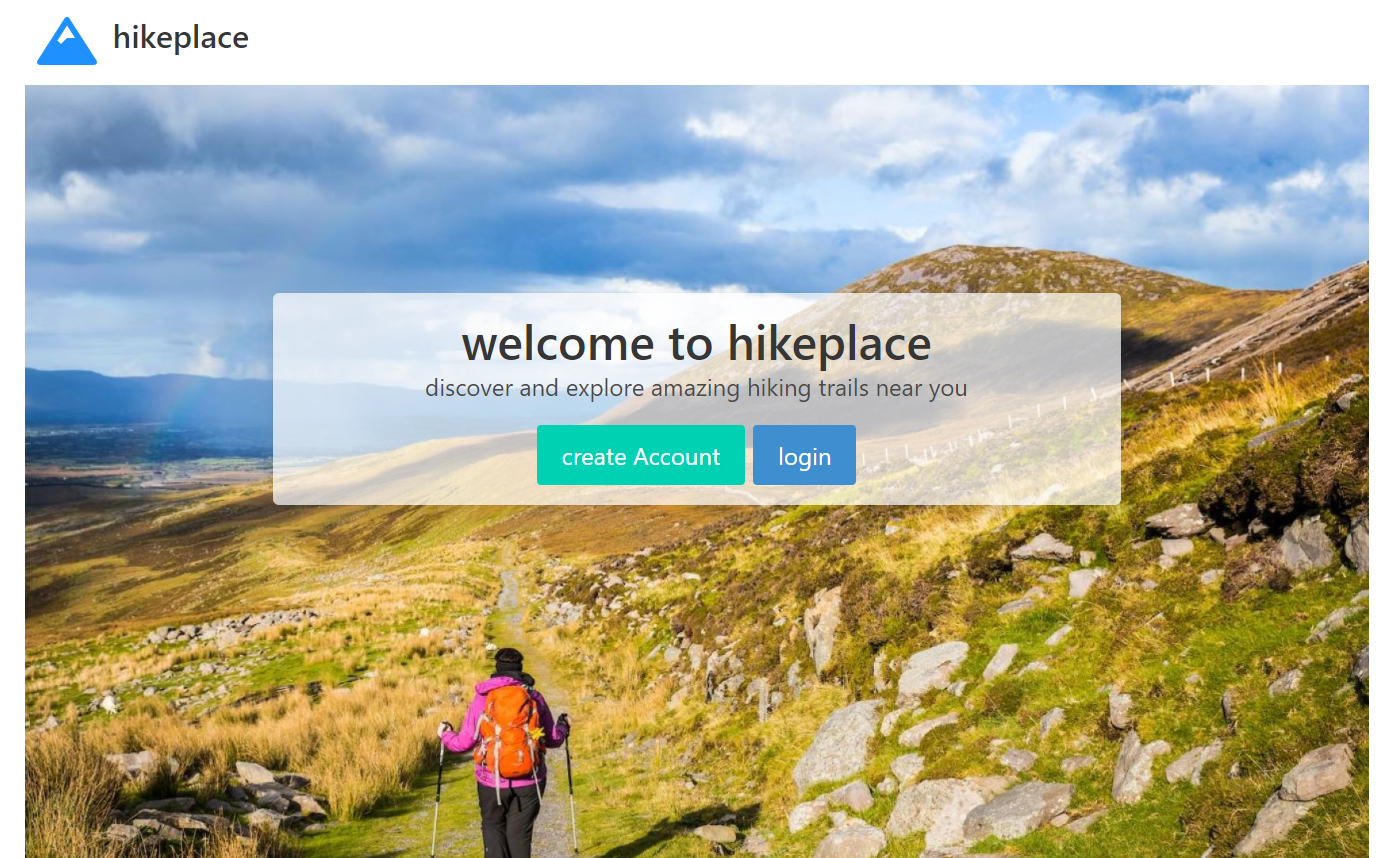 hikeplace
welcome to hikeplace
discover and explore amazing hiking trails near you
create Account
login